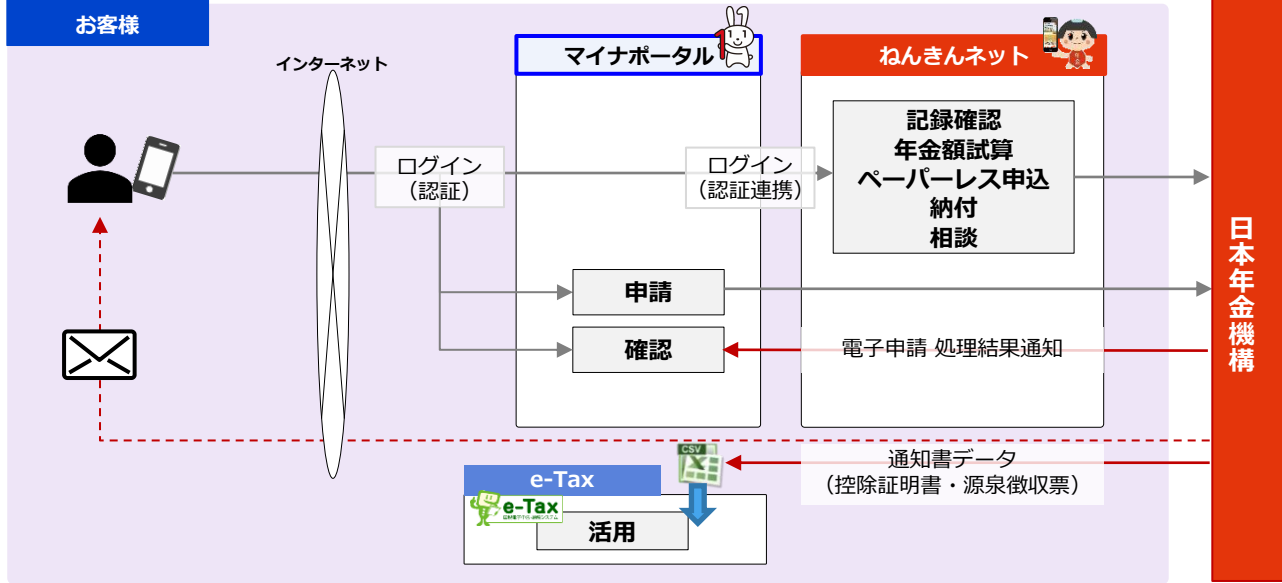 お客様
インターネット
マイナポータル
ねんきんネット
ログイン
（認証）
ログイン
（認証連携）
記録確認
年金額試算
ペーパーレス申込
納付
相談
申請
確認
電子申請 処理結果通知
日本年金機構
通知書データ
（控除証明書・源泉徴収票）
CSV
e-Tax
e-Tax
活用